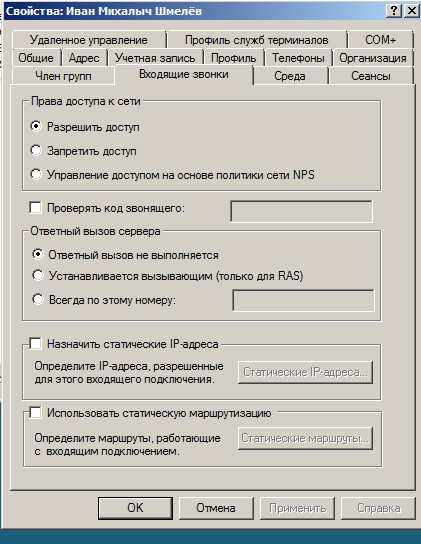 Свойства: Иван Михалыч Шмелёв
Удаленное управление Профиль служб терминалов COM+
Общие Адрес Учетная запись Профиль Телефоны Организация
Член групп Входящие звонки Среда Сеансы
Права доступа к сети
Разрешить доступ
Запретить доступ
Управление доступом на основе политики сети NPS
Проверять код звонящего:
Ответный вызов сервера
Ответный вызов не выполняется
Устанавливается вызывающим (только для RAS)
Всегда по этому номеру:
Назначить статические IP-адреса
Определите IP-адреса, разрешенные
для этого входящего подключения.
Статические IP-адреса...
Использовать статическую маршрутизацию
Определите маршруты, работающие
с входящим подключением.
Статические маршруты...
OK Отмена Применить Справка